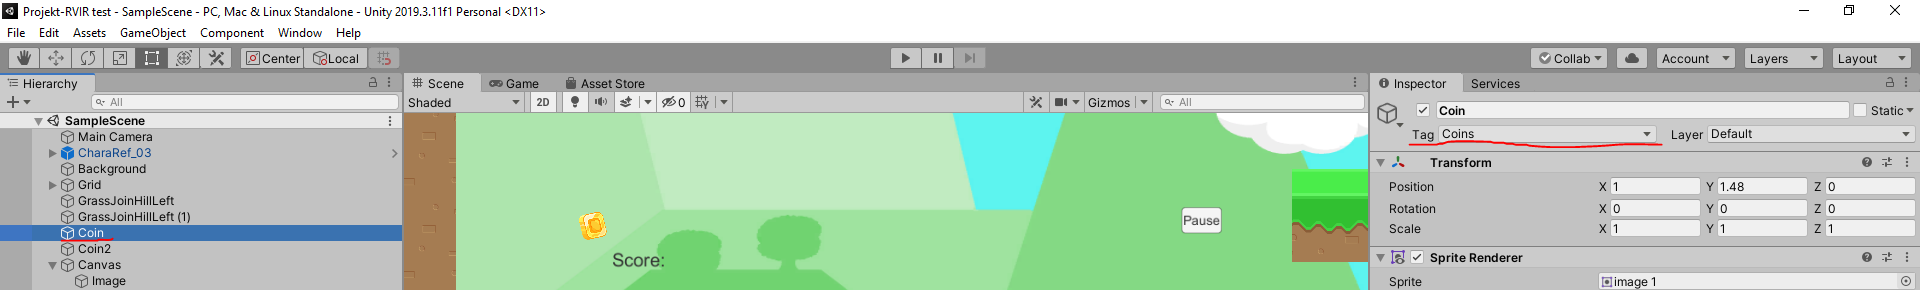 Projekt-RVIR test - SampleScene - PC, Mac & Linux Standalone - Unity 2019.3.11f1 Personal <DX11>
File Edit Assets GameObject Component Window Help
Center Local Collab Account Layers Layout
Hierarchy
All
SampleScene
Main Camera
CharaRef_03
Background
Grid
GrassJoinHillLeft
GrassJoinHillLeft (1)
Coin
Coin2
Canvas
Image
Scene Game Asset Store
Shaded 2D 0 Gizmos All
Score:
Pause
Inspector Services
Coin Static
Tag Coins Layer Default
Transform
Position X 1 Y 1.48 Z 0
Rotation X 0 Y 0 Z 0
Scale X 1 Y 1 Z 1
Sprite Renderer
Sprite image 1